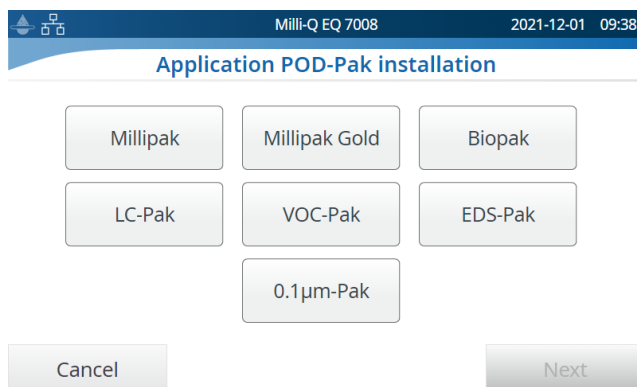 Milli-Q EQ 7008 2021-12-01 09:38
Application POD-Pak installation
Millipak Millipak Gold Biopak
LC-Pak VOC-Pak EDS-Pak
0.1µm-Pak
Cancel Next